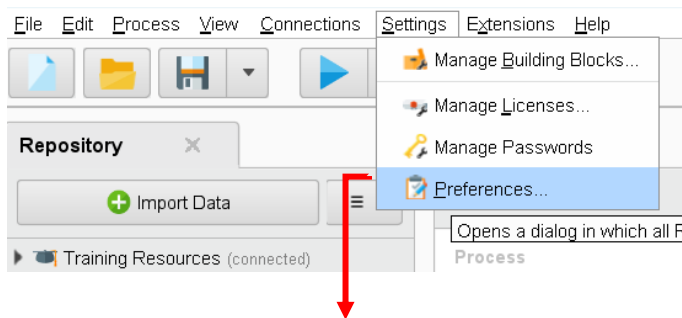 File Edit Process View Connections Settings Extensions Help
Manage Building Blocks...
Manage Licenses...
Repository
Manage Passwords
Import Data
Preferences...
Opens a dialog in which all
Training Resources (connected)
Process